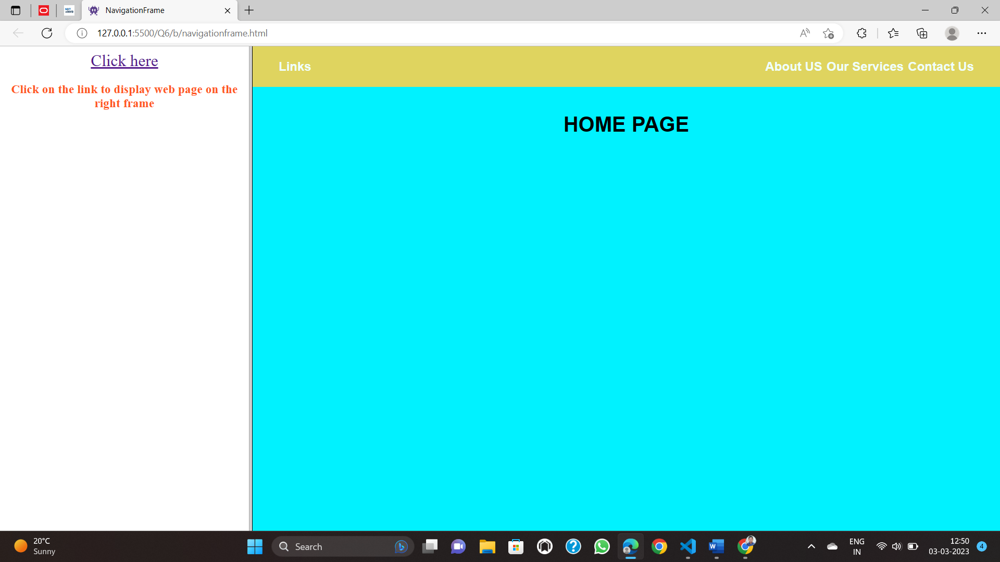 NavigationFrame
127.0.0.1:5500/Q6/b/navigationframe.html
Click here
Click on the link to display web page on the
right frame
Links
About US Our Services Contact Us
HOME PAGE
20°C
Sunny
Search
ENG
IN
12:50
03-03-2023
4